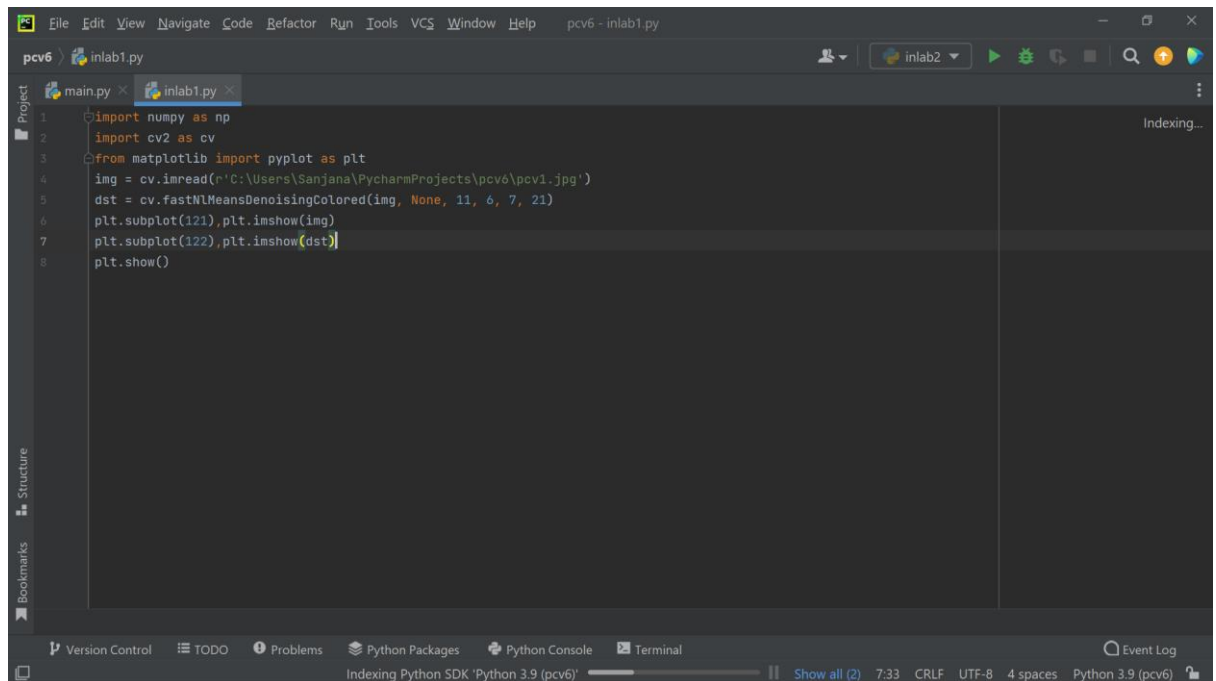 PC File Edit View Navigate Code Refactor Run Tools VCS Window Help pcv6 - inlab1.py
pcv6 inlab1.py inlab2
Project
main.py inlab1.py
Indexing...
1 import numpy as np
2 import cv2 as cv
3 from matplotlib import pyplot as plt
4 img = cv.imread(r'C:\Users\Sanjana\PycharmProjects\pcv6\pcv1.jpg')
5 dst = cv.fastNlMeansDenoisingColored(img, None, 11, 6, 7, 21)
6 plt.subplot(121),plt.imshow(img)
7 plt.subplot(122),plt.imshow(dst)
8 plt.show()
Structure
Bookmarks
Version Control TODO Problems Python Packages Python Console Terminal Event Log
Indexing Python SDK 'Python 3.9 (pcv6)' Show all (2) 7:33 CRLF UTF-8 4 spaces Python 3.9 (pcv6)